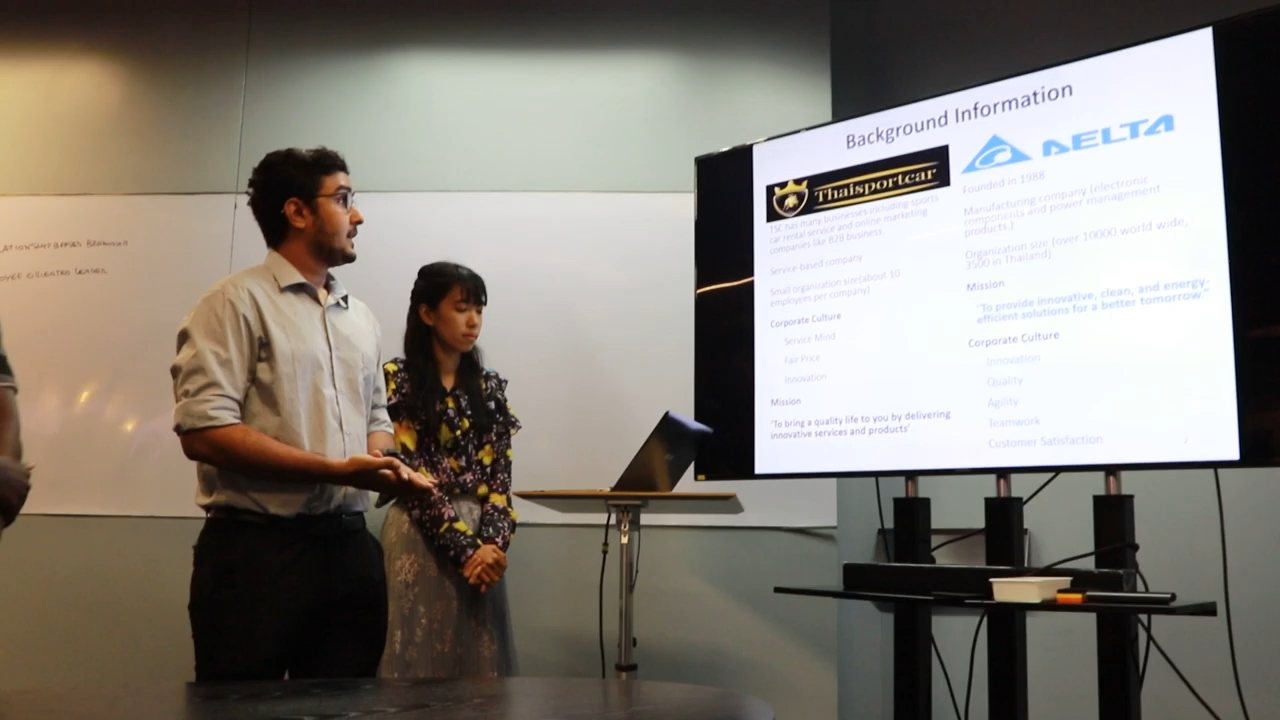 Background Information
Thaisportcar
TSC has many businesses including sports
car rental service and online marketing
companies like B2B business.
Service based company
Small organization size(about 10
employees per company)
Corporate Culture
Service Mind
Fair Price
Innovation
Mission
'To bring a quality life to you by delivering
innovative services and products'
DELTA
Founded in 1988
Manufacturing company (electronic
components and power management
products.)
Organization size (over 10000 world wide,
3500 in Thailand)
Mission
"To provide innovative, clean, and energy-
efficient solutions for a better tomorrow."
Corporate Culture
Innovation
Quality
Agility
Teamwork
Customer Satisfaction